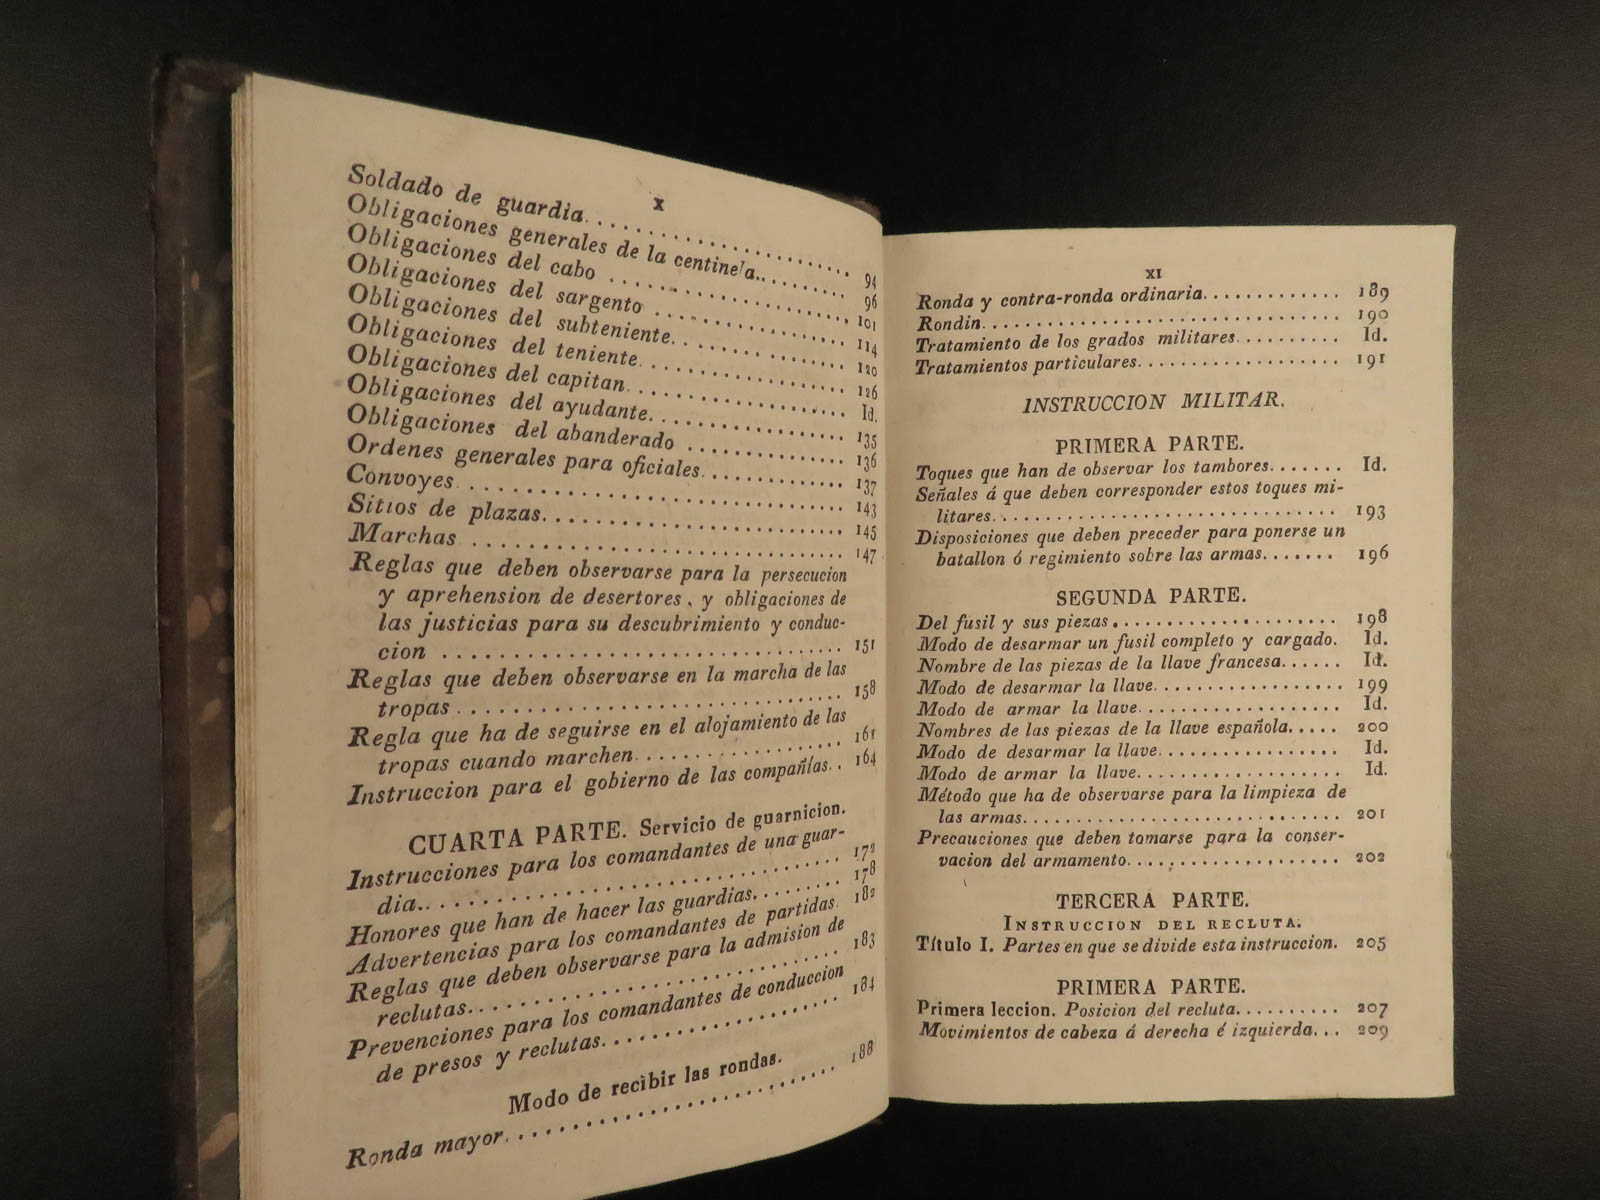 X
Soldado de guardia. . . . . . . . . . . . . . . . . . 94
Obligaciones generales de la centinela. . . . . . . . 96
Obligaciones del cabo . . . . . . . . . . . . . . . . 101
Obligaciones del sargento . . . . . . . . . . . . . . 114
Obligaciones del subteniente. . . . . . . . . . . . . 120
Obligaciones del teniente. . . . . . . . . . . . . . 126
Obligaciones del capitan. . . . . . . . . . . . . . . Id.
Obligaciones del ayudante. . . . . . . . . . . . . . 135
Obligaciones del abanderado . . . . . . . . . . . . . 136
Ordenes generales para oficiales. . . . . . . . . . . 137
Convoyes. . . . . . . . . . . . . . . . . . . . . . . 143
Sitios de plazas. . . . . . . . . . . . . . . . . . . 145
Marchas . . . . . . . . . . . . . . . . . . . . . . . 147
Reglas que deben observarse para la persecucion
y aprehension de desertores, y obligaciones de
las justicias para su descubrimiento y conduc-
cion . . . . . . . . . . . . . . . . . . . . . . . 151
Reglas que deben observarse en la marcha de las
tropas . . . . . . . . . . . . . . . . . . . . . . 158
Regla que ha de seguirse en el alojamiento de las
tropas cuando marchen. . . . . . . . . . . . . . . 161
Instruccion para el gobierno de las compañías. . 164
CUARTA PARTE. Servicio de guarnicion.
Instrucciones para los comandantes de una guar-
dia. . . . . . . . . . . . . . . . . . . . . . . . 172
Honores que han de hacer las guardias. . . . . . . . 178
Advertencias para los comandantes de partidas. 182
Reglas que deben observarse para la admision de
reclutas. . . . . . . . . . . . . . . . . . . . . 183
Prevenciones para los comandantes de conduccion
de presos y reclutas. . . . . . . . . . . . . . . 184
Modo de recibir las rondas.
Ronda mayor. . . . . . . . . . . . . . . . . . . . . 188
XI
Ronda y contra-ronda ordinaria. . . . . . . . . . . . 189
Rondin. . . . . . . . . . . . . . . . . . . . . . . . 190
Tratamiento de los grados militares. . . . . . . . . Id.
Tratamientos particulares. . . . . . . . . . . . . . 191
INSTRUCCION MILITAR.
PRIMERA PARTE.
Toques que han de observar los tambores. . . . . . . Id.
Señales á que deben corresponder estos toques mi-
litares. . . . . . . . . . . . . . . . . . . . . . 193
Disposiciones que deben preceder para ponerse un
batallon ó regimiento sobre las armas. . . . . . . 196
SEGUNDA PARTE.
Del fusil y sus piezas . . . . . . . . . . . . . . . 198
Modo de desarmar un fusil completo y cargado. Id.
Nombre de las piezas de la llave francesa. . . . . . Id.
Modo de desarmar la llave. . . . . . . . . . . . . . 199
Modo de armar la llave. . . . . . . . . . . . . . . . Id.
Nombres de las piezas de la llave española. . . . . 200
Modo de desarmar la llave. . . . . . . . . . . . . . Id.
Modo de armar la llave. . . . . . . . . . . . . . . . Id.
Método que ha de observarse para la limpieza de
las armas. . . . . . . . . . . . . . . . . . . . . 201
Precauciones que deben tomarse para la conser-
vacion del armamento. . . . . . . . . . . . . . . 202
TERCERA PARTE.
INSTRUCCION DEL RECLUTA.
Título I. Partes en que se divide esta instruccion. 205
PRIMERA PARTE.
Primera leccion. Posicion del recluta. . . . . . . . 207
Movimientos de cabeza á derecha é izquierda. . . 209